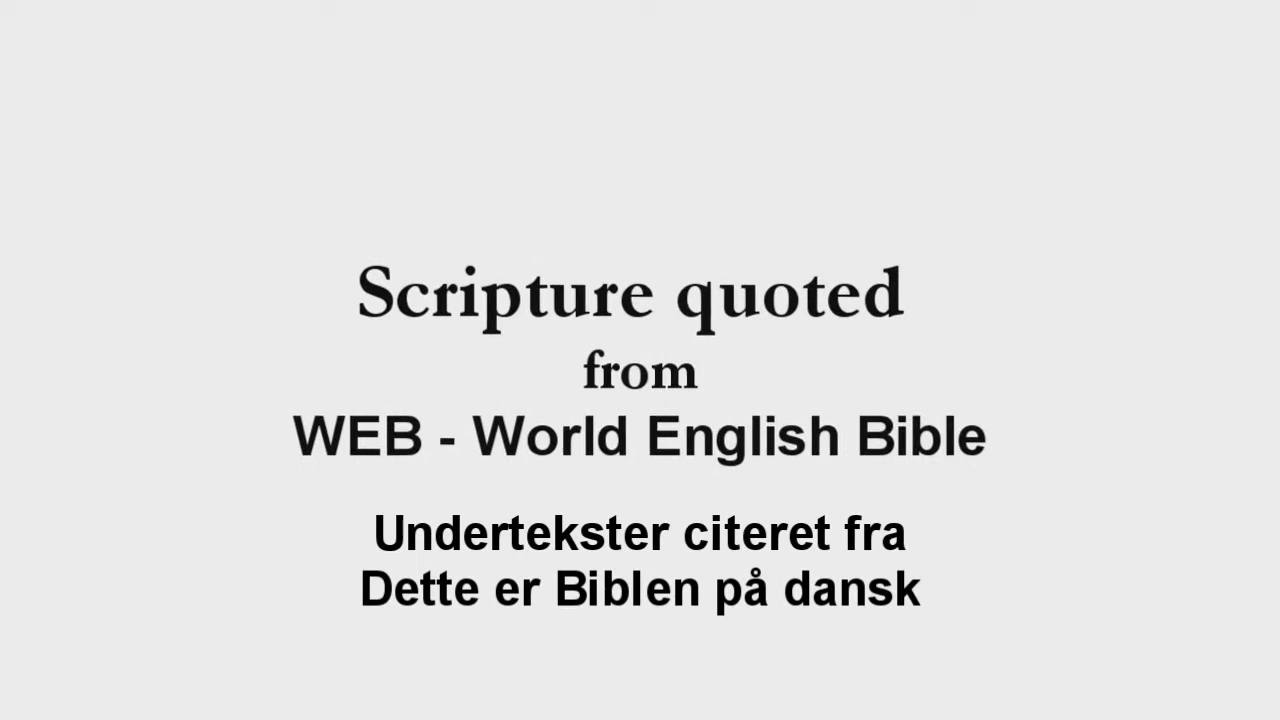 Scripture quoted
from
WEB - World English Bible
Undertekster citeret fra
Dette er Biblen på dansk